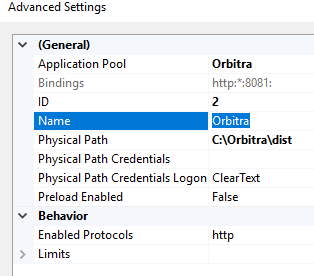 Advanced Settings
(General)
Application Pool Orbitra
Bindings http:*:8081:
ID 2
Name Orbitra
Physical Path C:\Orbitra\dist
Physical Path Credentials
Physical Path Credentials Logon ClearText
Preload Enabled False
Behavior
Enabled Protocols http
Limits